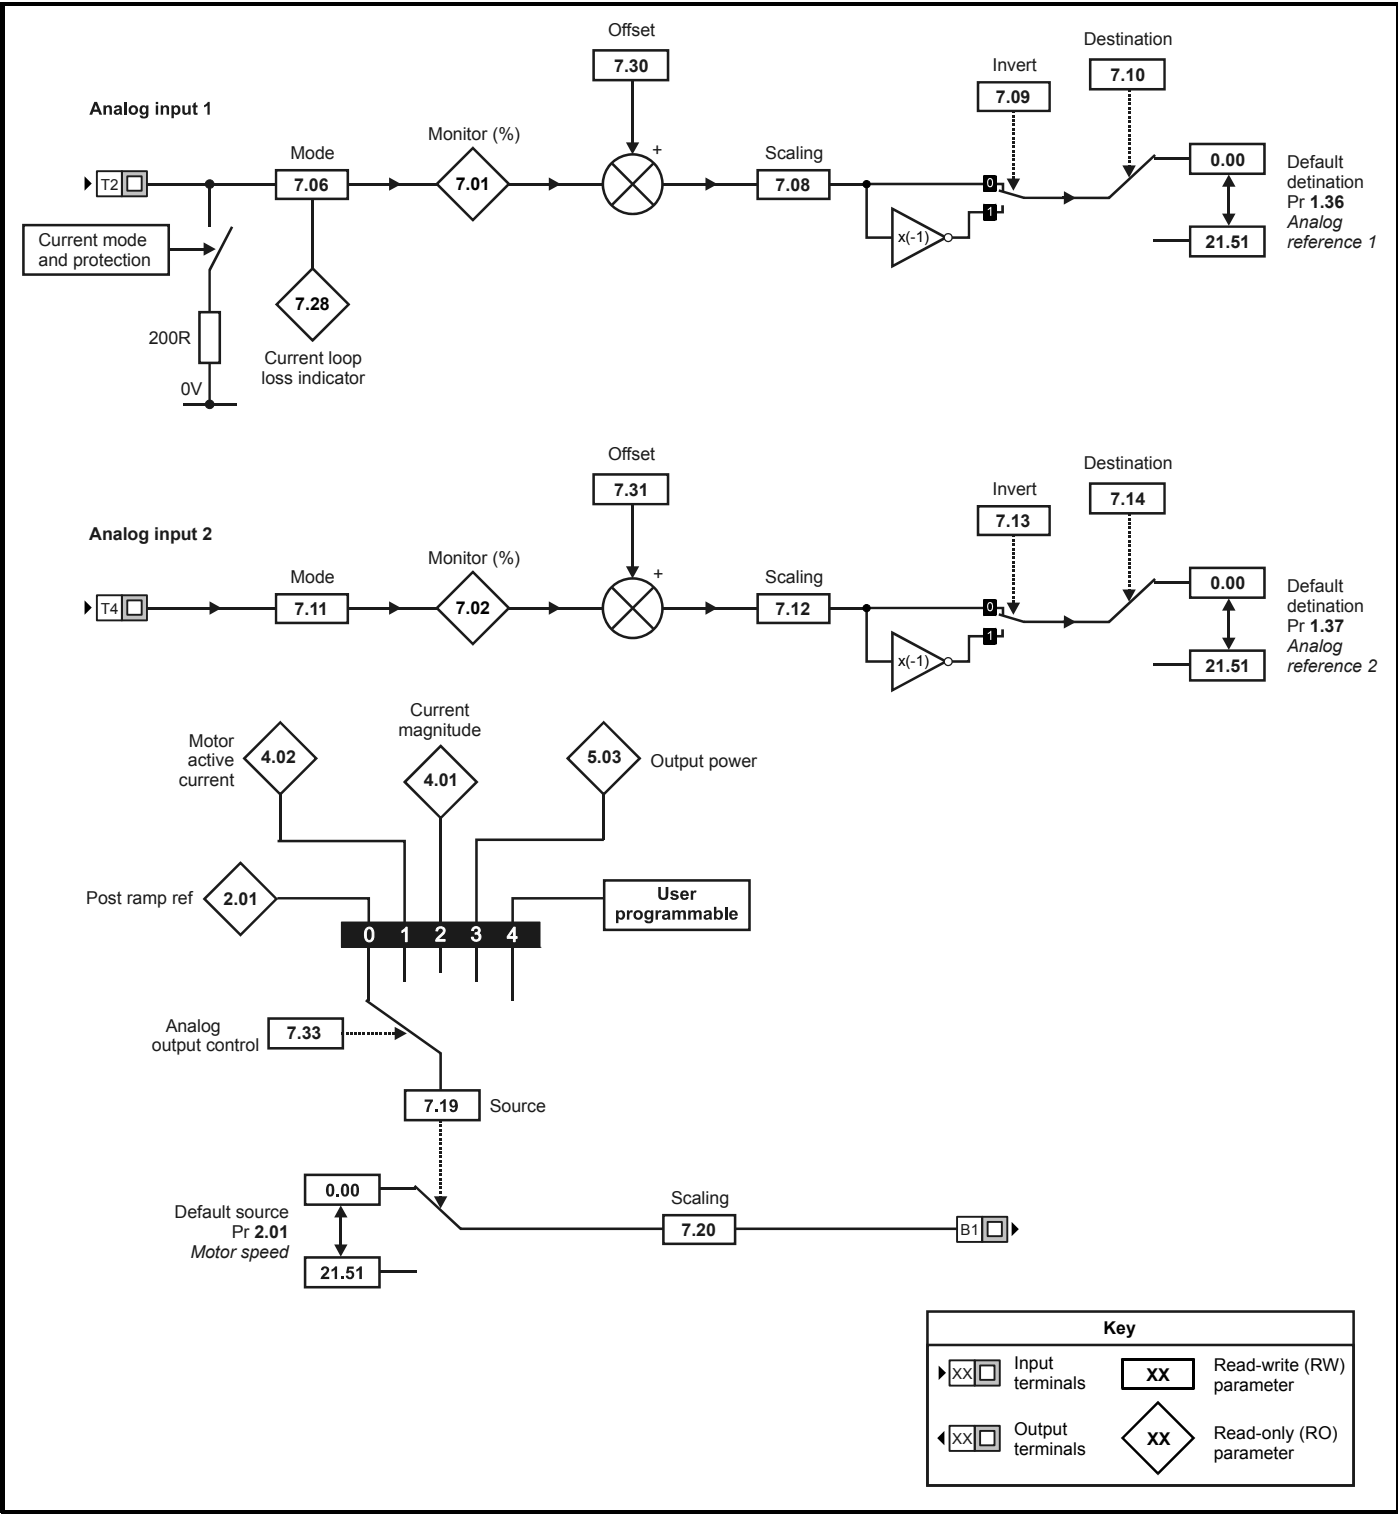 Offset
7.30
Destination
7.10
Invert
7.09
Analog input 1
Monitor (%)
Mode
Scaling
+
T2
7.06
7.01
7.08
0
1
x(-1)
0.00
21.51
Default
detination
Pr 1.36
Analog
reference 1
Current mode
and protection
7.28
200R
Current loop
loss indicator
0V
Offset
7.31
Destination
7.14
Invert
7.13
Analog input 2
Monitor (%)
Mode
Scaling
+
T4
7.11
7.02
7.12
0
1
x(-1)
0.00
21.51
Default
detination
Pr 1.37
Analog
reference 2
Motor
active
current
4.02
Current
magnitude
4.01
5.03
Output power
Post ramp ref
2.01
User
programmable
0 1 2 3 4
Analog
output control
7.33
7.19
Source
0.00
Default source
Pr 2.01
Motor speed
21.51
Scaling
7.20
B1
Key
XX
Input
terminals
XX
Read-write (RW)
parameter
XX
Output
terminals
XX
Read-only (RO)
parameter